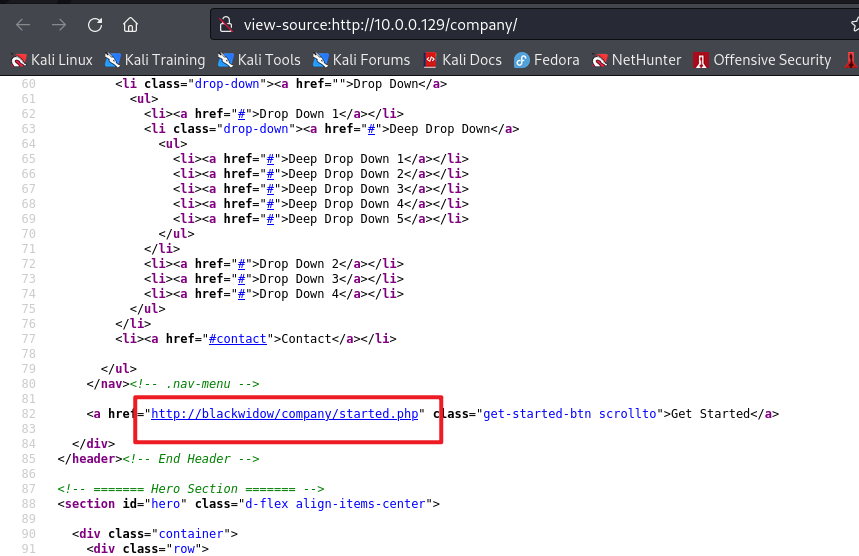 view-source:http://10.0.0.129/company/
Kali Linux Kali Training Kali Tools Kali Forums Kali Docs Fedora NetHunter Offensive Security
60 <li class="drop-down"><a href="">Drop Down</a>
61 <ul>
62 <li><a href="#">Drop Down 1</a></li>
63 <li class="drop-down"><a href="#">Deep Drop Down</a>
64 <ul>
65 <li><a href="#">Deep Drop Down 1</a></li>
66 <li><a href="#">Deep Drop Down 2</a></li>
67 <li><a href="#">Deep Drop Down 3</a></li>
68 <li><a href="#">Deep Drop Down 4</a></li>
69 <li><a href="#">Deep Drop Down 5</a></li>
70 </ul>
71 </li>
72 <li><a href="#">Drop Down 2</a></li>
73 <li><a href="#">Drop Down 3</a></li>
74 <li><a href="#">Drop Down 4</a></li>
75 </ul>
76 </li>
77 <li><a href="#contact">Contact</a></li>
78
79 </ul>
80 </nav><!-- .nav-menu -->
81
82 <a href="http://blackwidow/company/started.php" class="get-started-btn scrollto">Get Started</a>
83
84 </div>
85 </header><!-- End Header -->
86
87 <!-- ======= Hero Section ======= -->
88 <section id="hero" class="d-flex align-items-center">
89
90 <div class="container">
91 <div class="row">